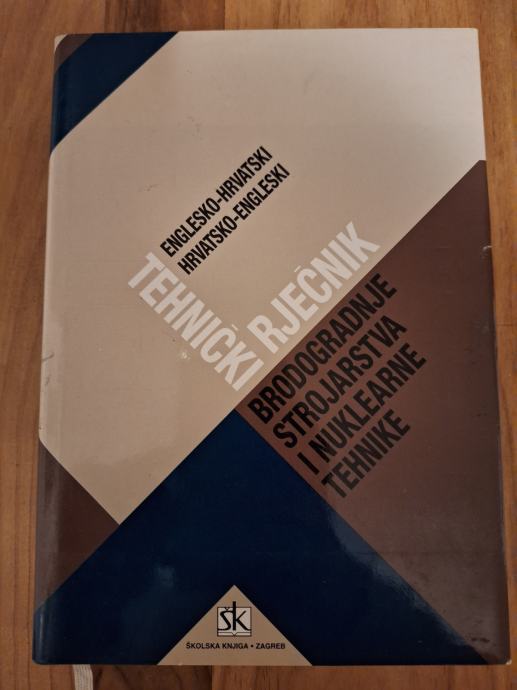 ENGLESKO-HRVATSKI
HRVATSKO-ENGLESKI
TEHNIČKI
RJEČNIK
BRODOGRADNJE
STROJARSTVA
I NUKLEARNE
TEHNIKE
šk
ŠKOLSKA KNJIGA • ZAGREB